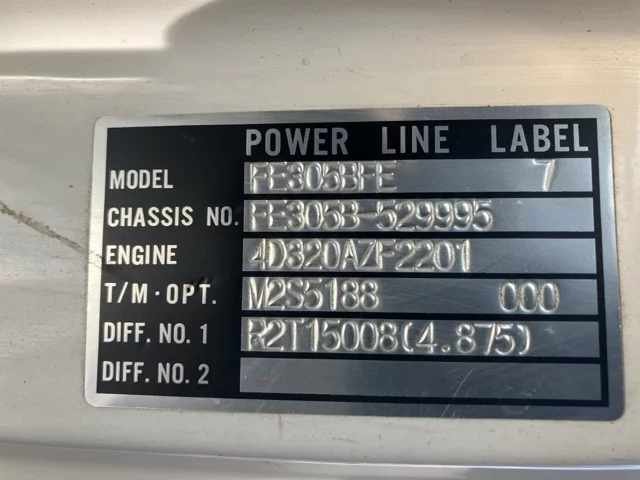 POWER LINE LABEL
MODEL FE305BFE 7
CHASSIS NO. FE305B-529995
ENGINE 4D320AZF2201
T/M·OPT. M2S5188 000
DIFF. NO. 1 R2T15008(4.875)
DIFF. NO. 2